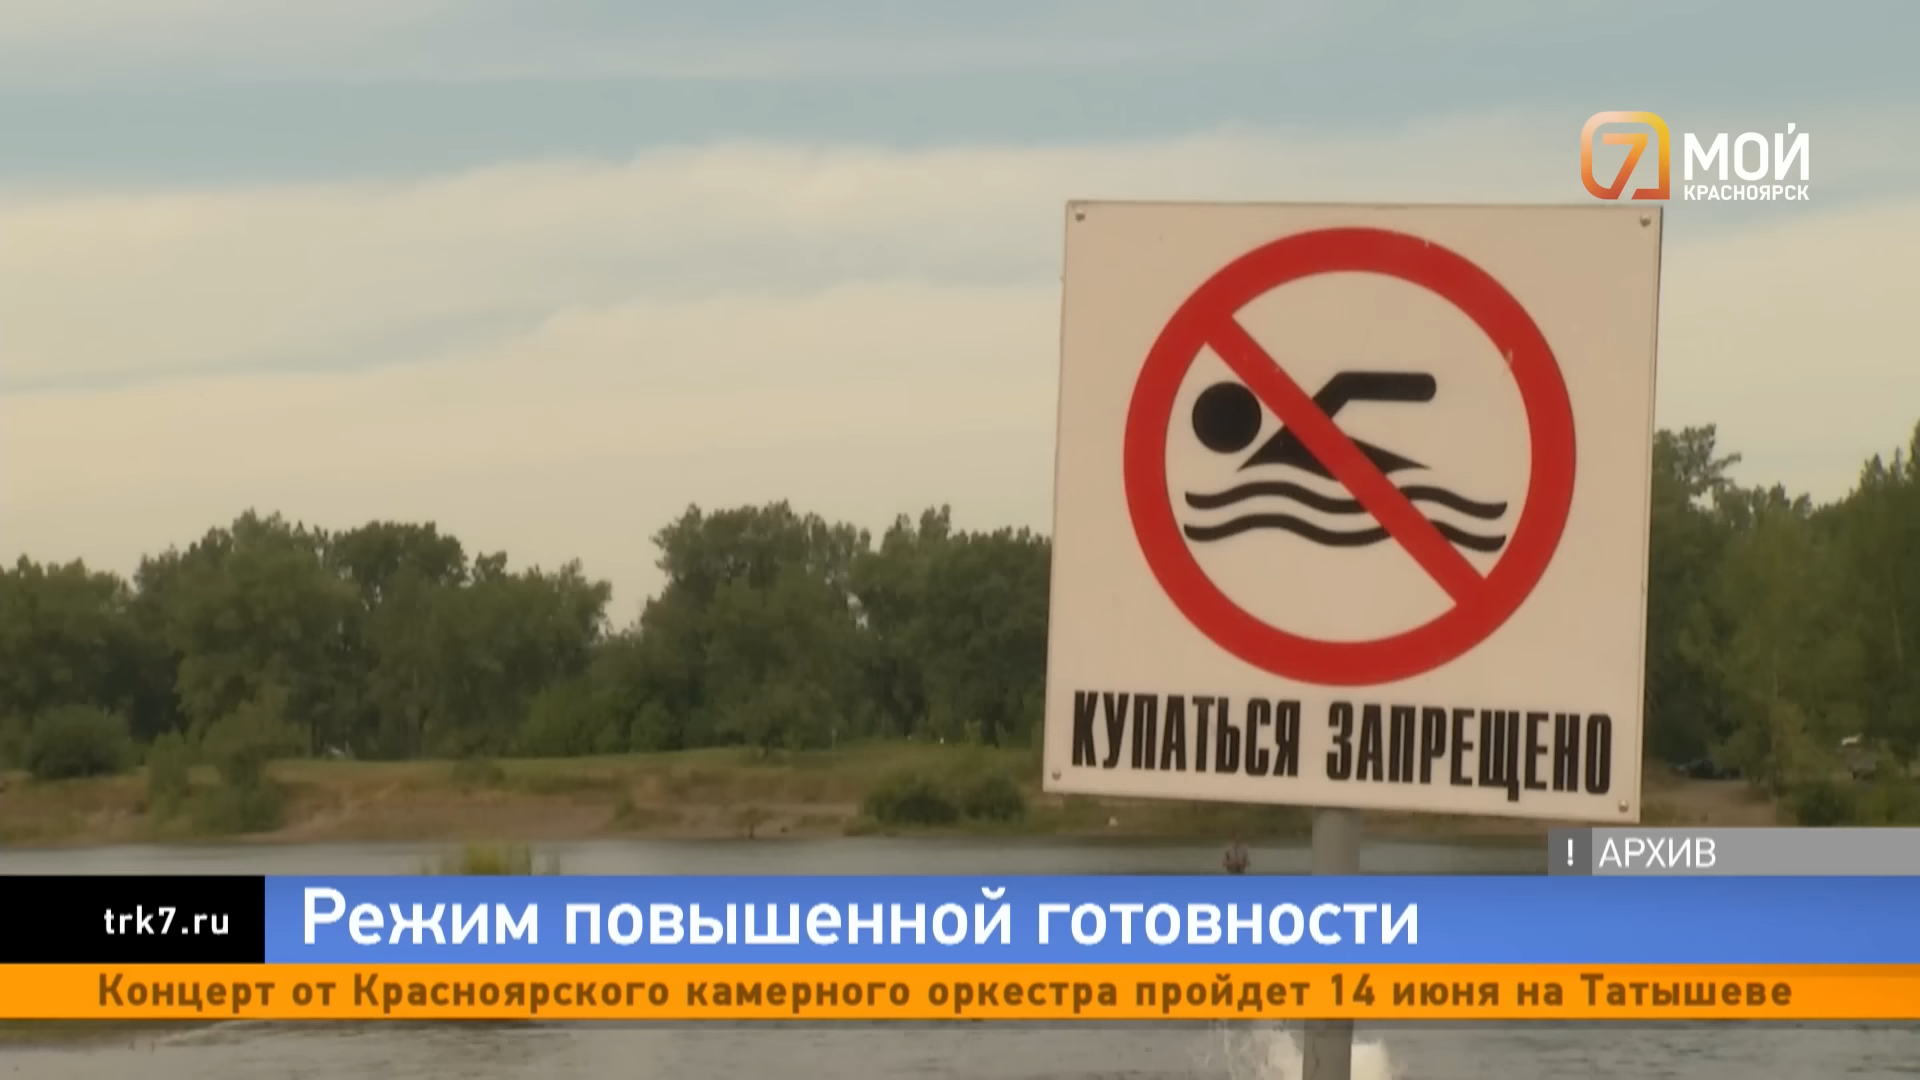 7 МОЙ
КРАСНОЯРСК
КУПАТЬСЯ ЗАПРЕЩЕНО
! АРХИВ
trk7.ru
Режим повышенной готовности
Концерт от Красноярского камерного оркестра пройдет 14 июня на Татышеве